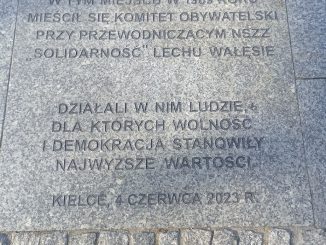 W TYM MIEJSCU W 1989 ROKU
MIEŚCIŁ SIĘ KOMITET OBYWATELSKI
PRZY PRZEWODNICZĄCYM NSZZ
SOLIDARNOŚĆ" LECHU WAŁĘSIE
DZIAŁALI W NIM LUDZIE,
DLA KTÓRYCH WOLNOŚĆ
I DEMOKRACJA STANOWIŁY
NAJWYŻSZE WARTOŚCI.
KIELCE, 4 CZERWCA 2023 R.